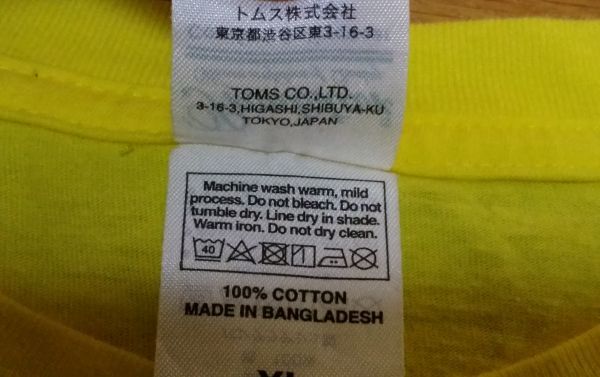 トムス株式会社
東京都渋谷区東3-16-3
TOMS CO.,LTD.
3-16-3,HIGASHI,SHIBUYA-KU
TOKYO,JAPAN
Machine wash warm, mild
process. Do not bleach. Do not
tumble dry. Line dry in shade.
Warm iron. Do not dry clean.
40
100% COTTON
MADE IN BANGLADESH
XL